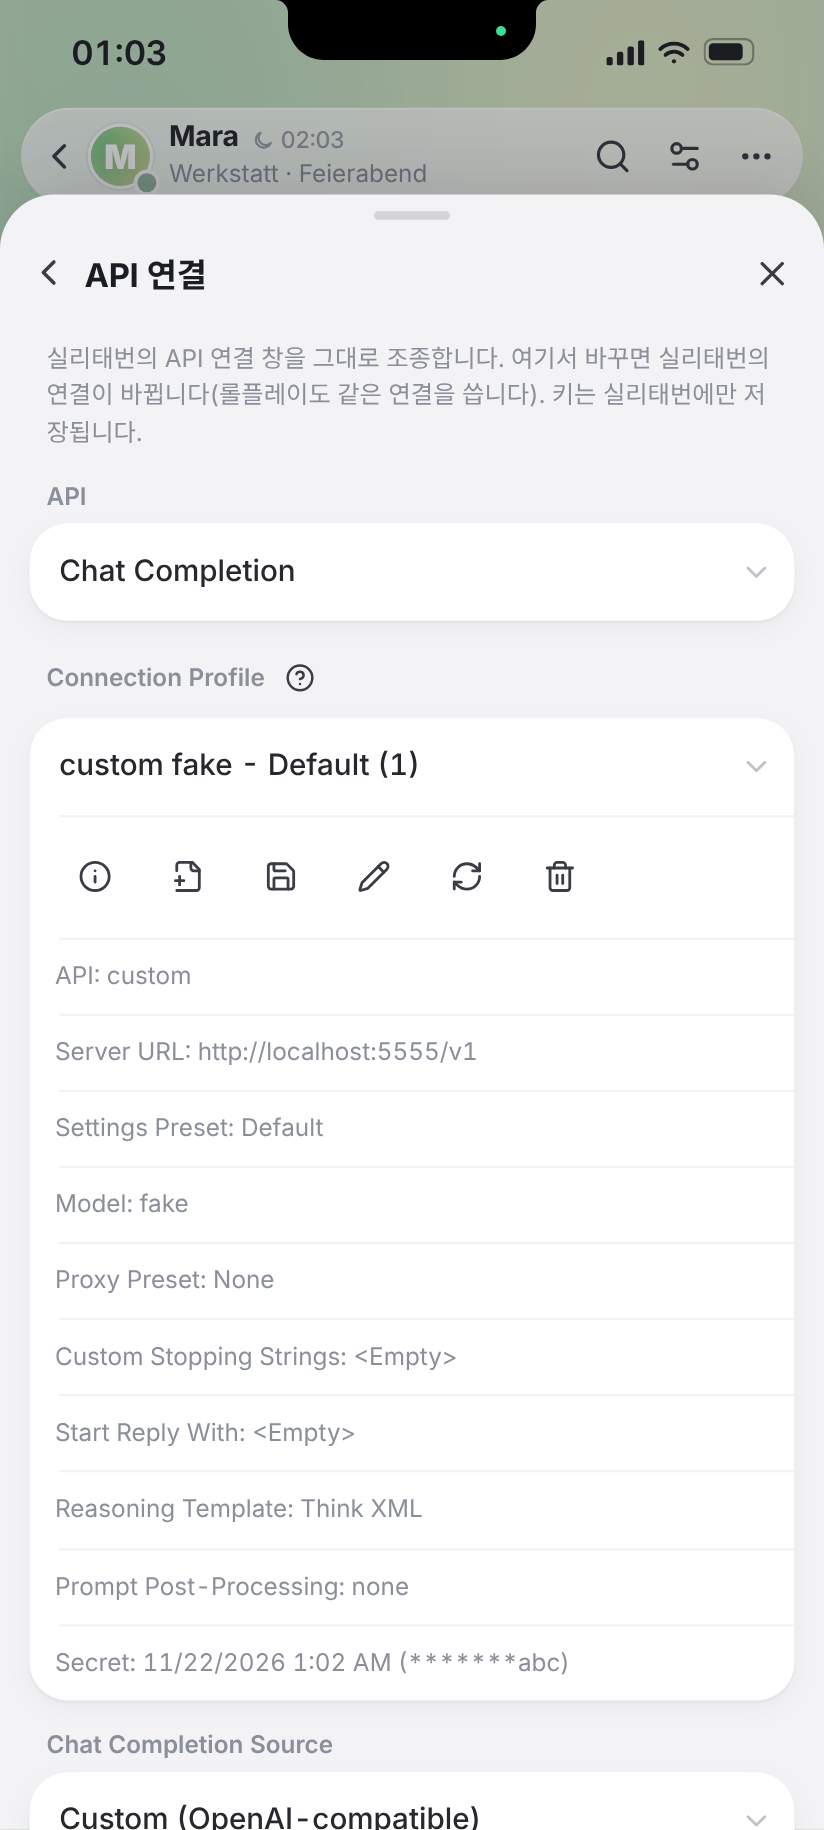 01:03
Mara 02:03
M
Werkstatt · Feierabend
API 연결
실리태번의 API 연결 창을 그대로 조종합니다. 여기서 바꾸면 실리태번의
연결이 바뀝니다(롤플레이도 같은 연결을 씁니다). 키는 실리태번에만 저
장됩니다.
API
Chat Completion
Connection Profile
custom fake - Default (1)
API: custom
Server URL: http://localhost:5555/v1
Settings Preset: Default
Model: fake
Proxy Preset: None
Custom Stopping Strings: <Empty>
Start Reply With: <Empty>
Reasoning Template: Think XML
Prompt Post-Processing: none
Secret: 11/22/2026 1:02 AM (*******abc)
Chat Completion Source
Custom (OpenAI-compatible)